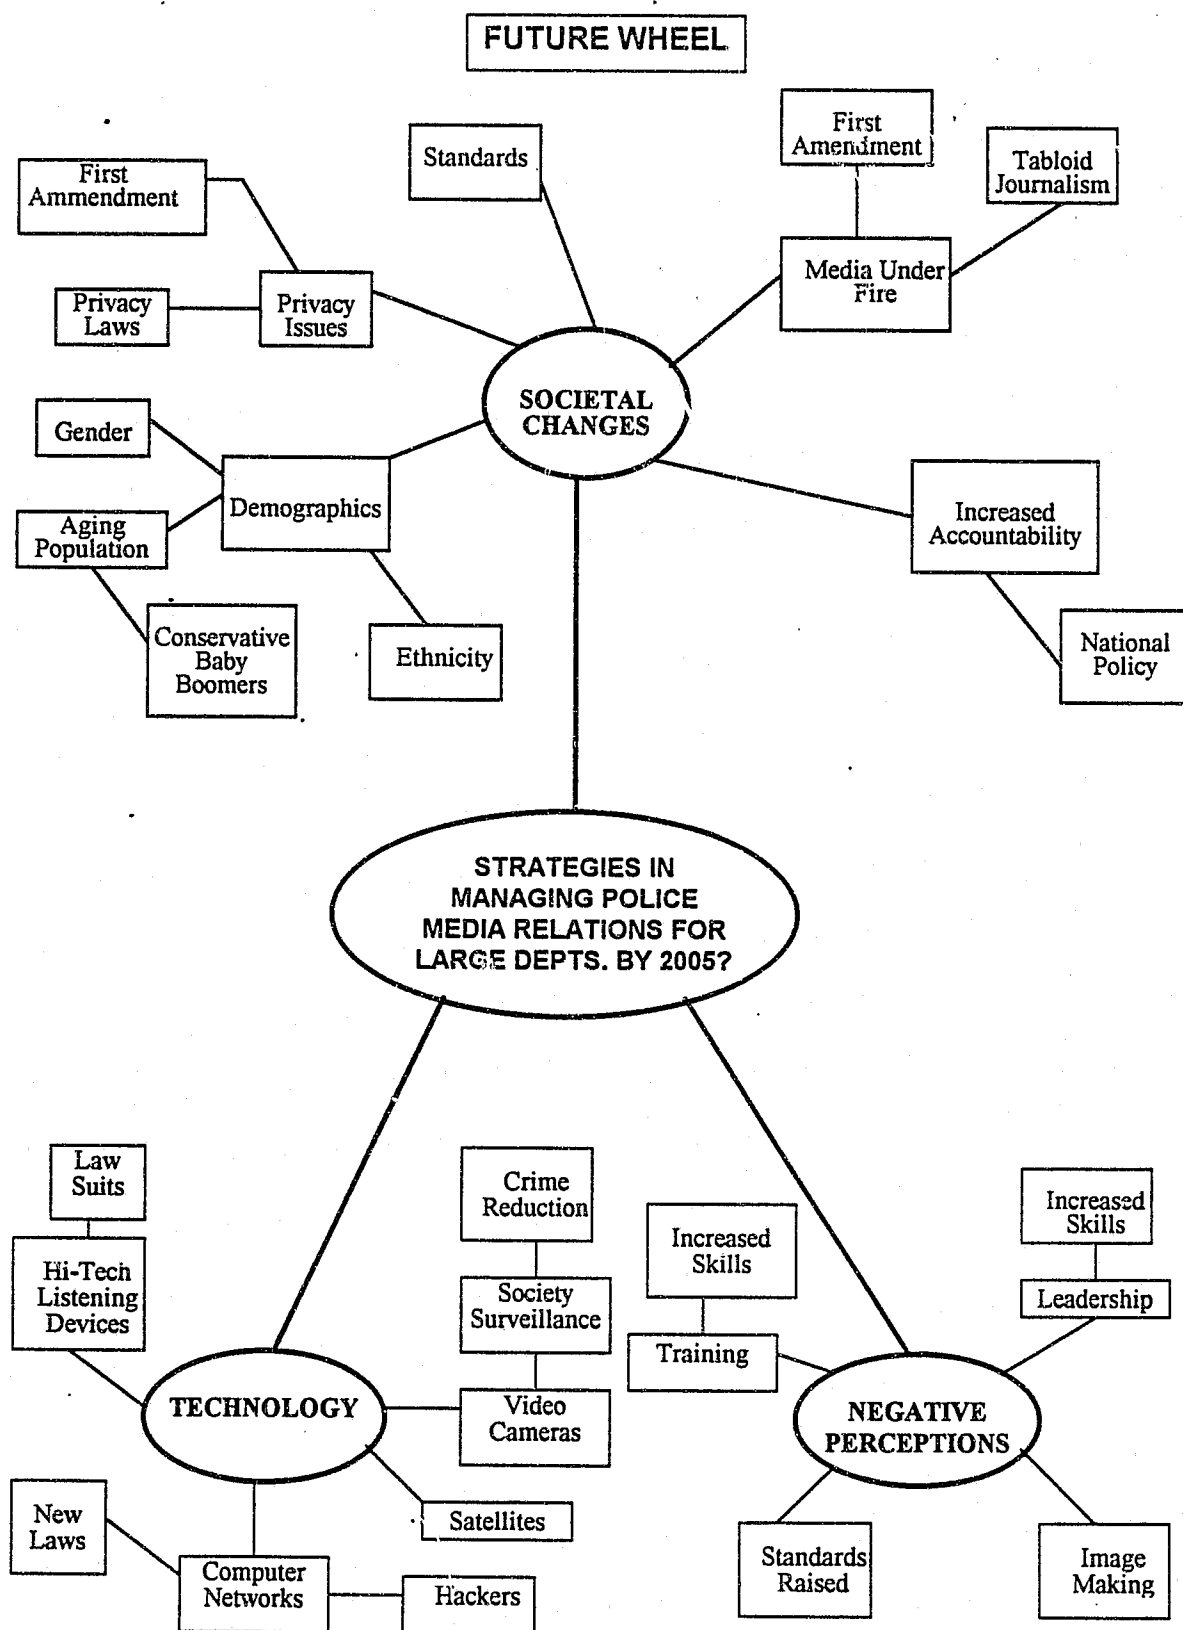 FUTURE WHEEL
First
Amendment
Tabloid
Journalism
Standards
First
Ammendment
Media Under
Fire
Privacy
Laws
Privacy
Issues
SOCIETAL
CHANGES
Gender
Demographics
Aging
Population
Increased
Accountability
Conservative
Baby
Boomers
Ethnicity
National
Policy
STRATEGIES IN
MANAGING POLICE
MEDIA RELATIONS FOR
LARGE DEPTS. BY 2005?
Law
Suits
Crime
Reduction
Increased
Skills
Increased
Skills
Hi-Tech
Listening
Devices
Society
Surveillance
Leadership
Training
TECHNOLOGY
Video
Cameras
NEGATIVE
PERCEPTIONS
New
Laws
Satellites
Computer
Networks
Hackers
Standards
Raised
Image
Making